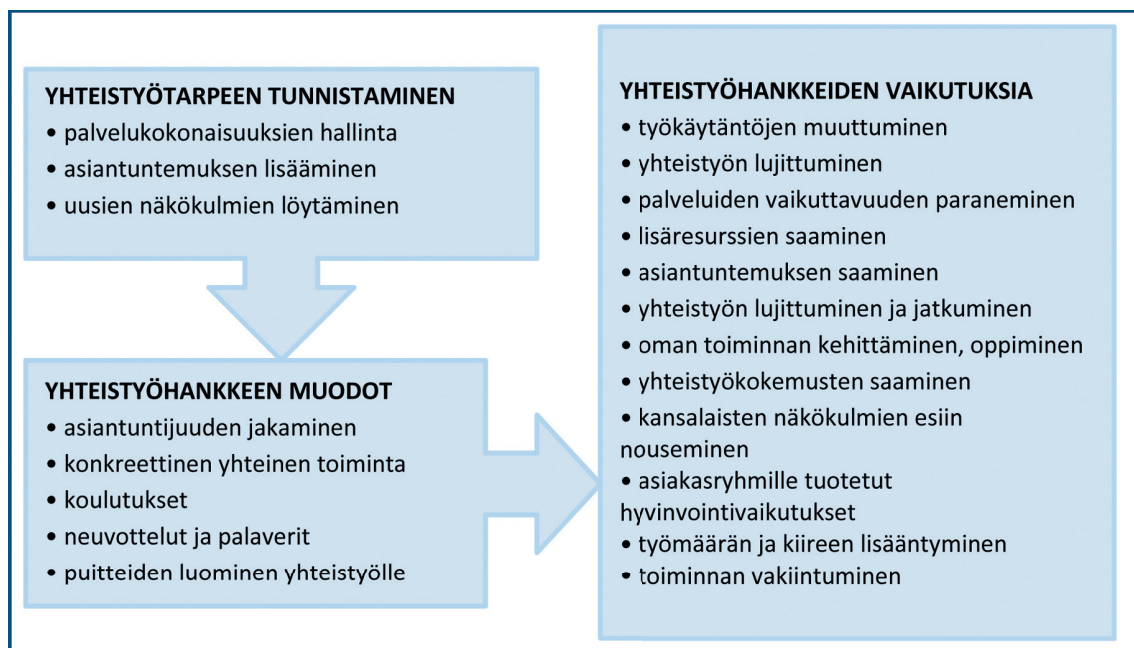 YHTEISTYÖTARPEEN TUNNISTAMINEN
• palvelukokonaisuuksien hallinta
• asiantuntemuksen lisääminen
• uusien näkökulmien löytäminen
YHTEISTYÖHANKKEEN MUODOT
• asiantuntijuuden jakaminen
• konkreettinen yhteinen toiminta
• koulutukset
• neuvottelut ja palaverit
• puitteiden luominen yhteistyölle
YHTEISTYÖHANKKEIDEN VAIKUTUKSIA
• työkäytäntöjen muuttuminen
• yhteistyön lujittuminen
• palveluiden vaikuttavuuden paraneminen
• lisäresurssien saaminen
• asiantuntemuksen saaminen
• yhteistyön lujittuminen ja jatkuminen
• oman toiminnan kehittäminen, oppiminen
• yhteistyökokemusten saaminen
• kansalaisten näkökulmien esiin
nouseminen
• asiakasryhmille tuotetut
hyvinvointivaikutukset
• työmäärän ja kiireen lisääntyminen
• toiminnan vakiintuminen